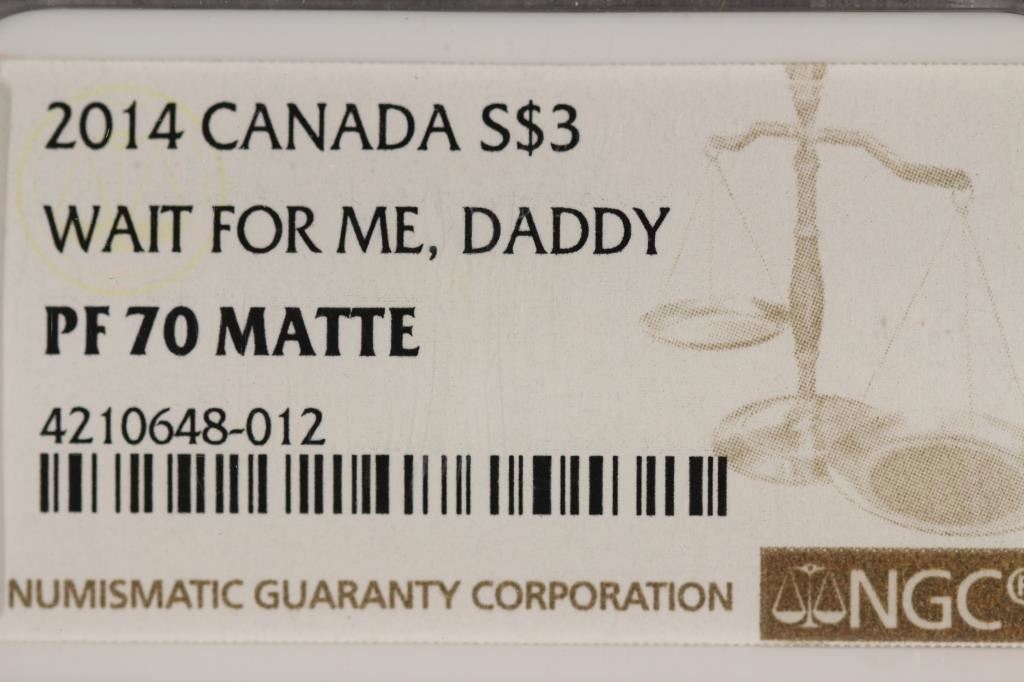 2014 CANADA S$3
WAIT FOR ME, DADDY
PF 70 MATTE
4210648-012
NUMISMATIC GUARANTY CORPORATION
NGC®